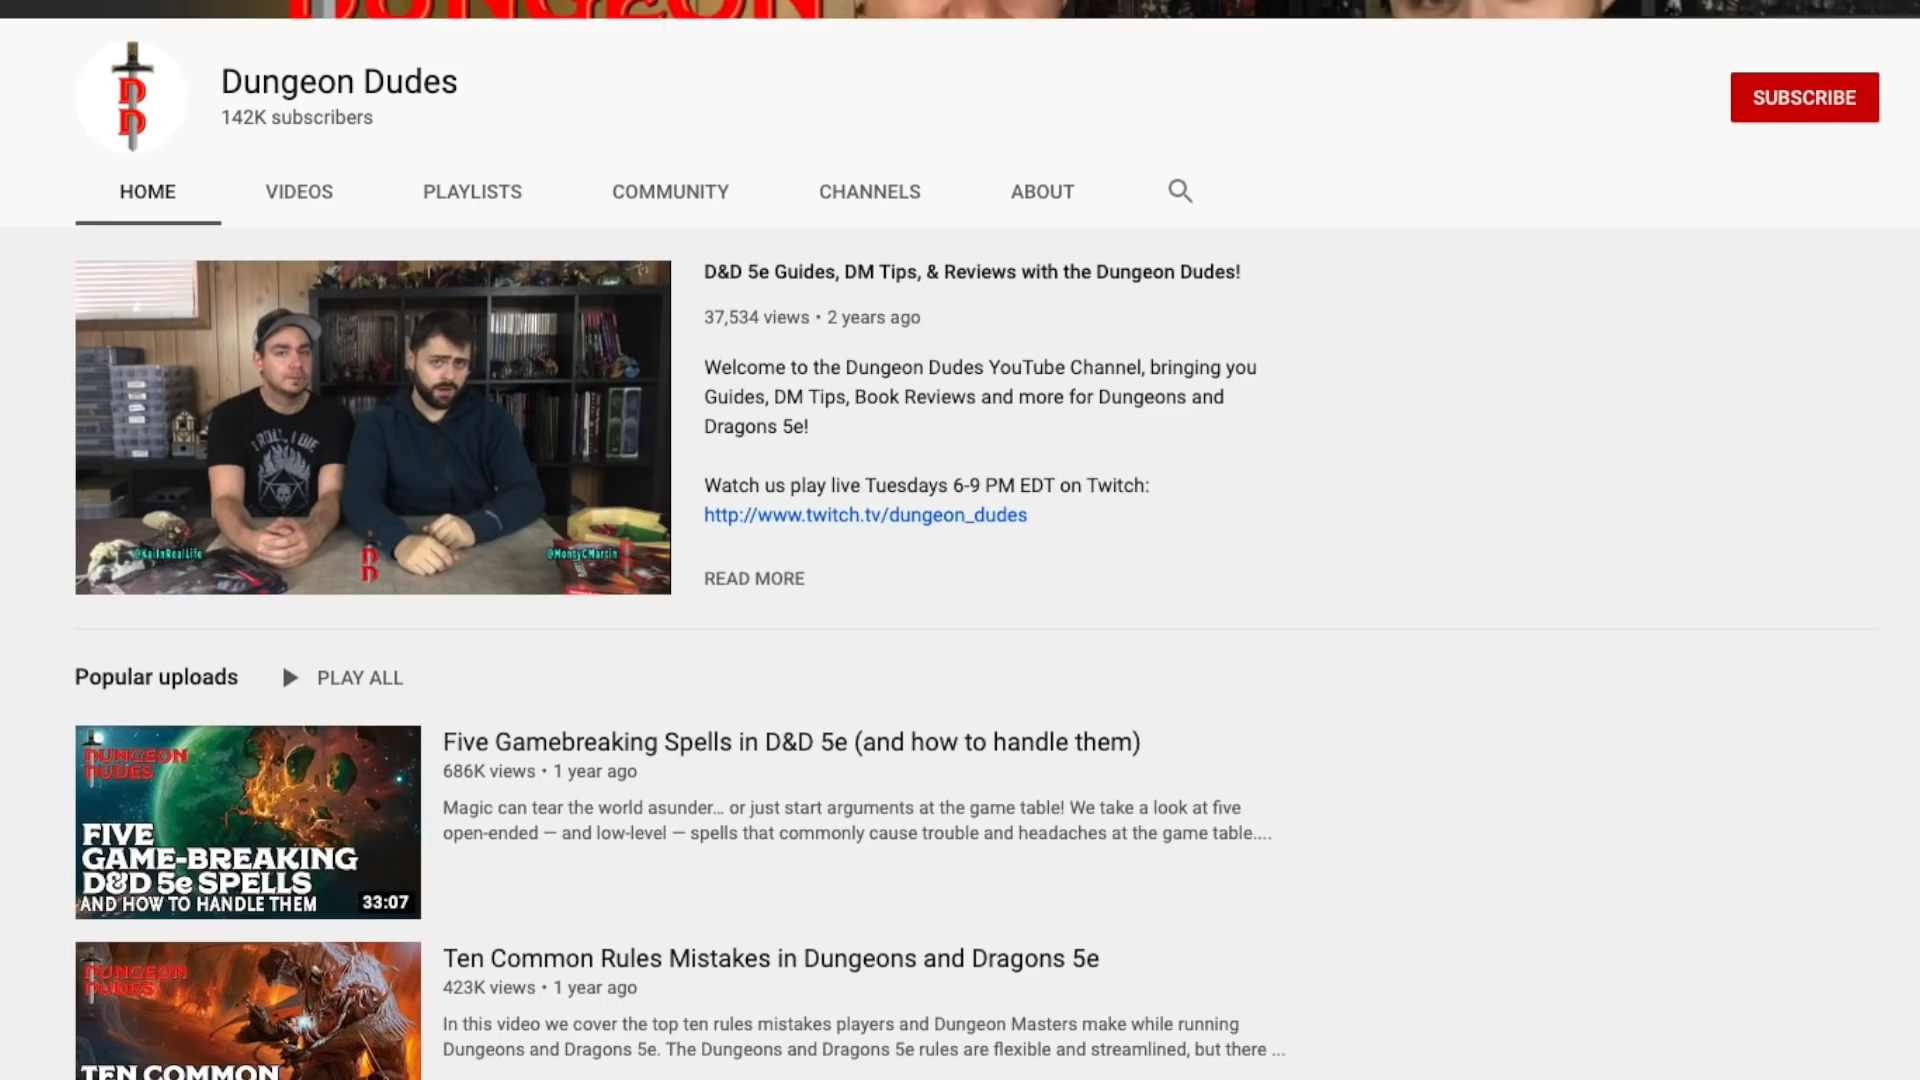 DUNGEON
D
D
Dungeon Dudes
142K subscribers
SUBSCRIBE
HOME
VIDEOS
PLAYLISTS
COMMUNITY
CHANNELS
ABOUT
I ROLL, I DIE
@KaiInRealLife
D
D
@MontyCMartin
D&D 5e Guides, DM Tips, & Reviews with the Dungeon Dudes!
37,534 views • 2 years ago
Welcome to the Dungeon Dudes YouTube Channel, bringing you
Guides, DM Tips, Book Reviews and more for Dungeons and
Dragons 5e!
Watch us play live Tuesdays 6-9 PM EDT on Twitch:
http://www.twitch.tv/dungeon_dudes
READ MORE
Popular uploads
PLAY ALL
DUNGEON
DUDES
FIVE
GAME-BREAKING
D&D 5e SPELLS
AND HOW TO HANDLE THEM
33:07
Five Gamebreaking Spells in D&D 5e (and how to handle them)
686K views • 1 year ago
Magic can tear the world asunder... or just start arguments at the game table! We take a look at five
open-ended — and low-level — spells that commonly cause trouble and headaches at the game table....
DUNGEON
DUDES
TEN COMMON
Ten Common Rules Mistakes in Dungeons and Dragons 5e
423K views • 1 year ago
In this video we cover the top ten rules mistakes players and Dungeon Masters make while running
Dungeons and Dragons 5e. The Dungeons and Dragons 5e rules are flexible and streamlined, but there ...